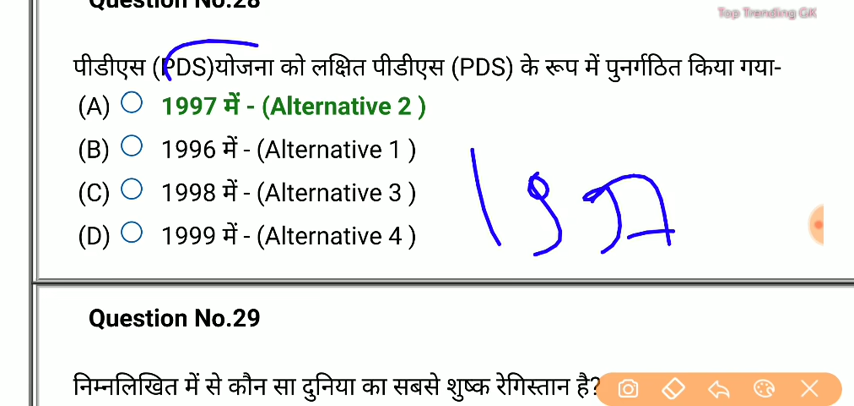 Question No.28
Top Trending GK
पीडीएस (PDS)योजना को लक्षित पीडीएस (PDS) के रूप में पुनर्गठित किया गया-
(A) 1997 में - (Alternative 2 )
(B) 1996 में - (Alternative 1 )
(C) 1998 में - (Alternative 3 )
(D) 1999 में - (Alternative 4 )
Question No.29
निम्नलिखित में से कौन सा दुनिया का सबसे शुष्क रेगिस्तान है?